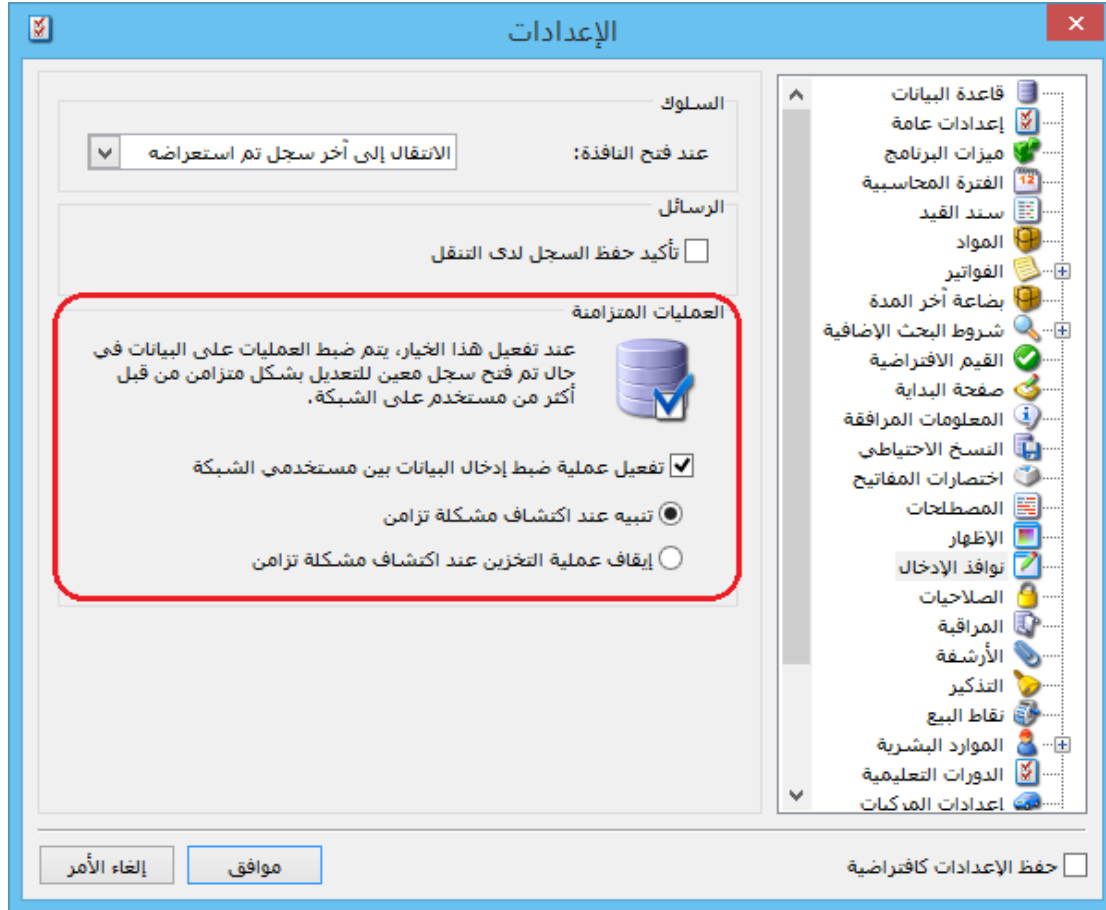 الإعدادات
قاعدة البيانات
إعدادات عامة
ميزات البرنامج
الفترة المحاسبية
سند القيد
المواد
الفواتير
بضاعة آخر المدة
شروط البحث الإضافية
القيم الافتراضية
صفحة البداية
المعلومات المرافقة
النسخ الاحتياطي
اختصارات المفاتيح
المصطلحات
الإظهار
نوافذ الإدخال
الصلاحيات
المراقبة
الأرشفة
التذكير
نقاط البيع
الموارد البشرية
الدورات التعليمية
إعدادات المركبات
السلوك
عند فتح النافذة: الانتقال إلى آخر سجل تم استعراضه
الرسائل
تأكيد حفظ السجل لدى التنقل
العمليات المتزامنة
عند تفعيل هذا الخيار، يتم ضبط العمليات على البيانات في
حال تم فتح سجل معين للتعديل بشكل متزامن من قبل
أكثر من مستخدم على الشبكة.
تفعيل عملية ضبط إدخال البيانات بين مستخدمي الشبكة
تنبيه عند اكتشاف مشكلة تزامن
إيقاف عملية التخزين عند اكتشاف مشكلة تزامن
حفظ الإعدادات كافتراضية
موافق
إلغاء الأمر